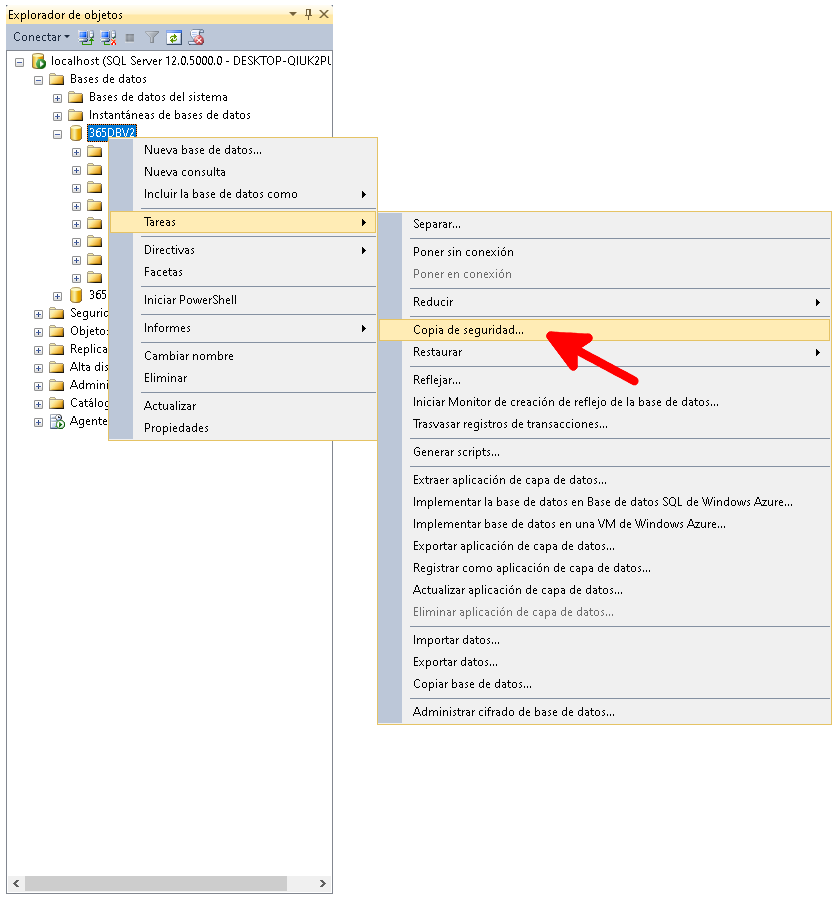 Explorador de objetos
Conectar
localhost (SQL Server 12.0.5000.0 - DESKTOP-QIUK2PU
Bases de datos
Bases de datos del sistema
Instantáneas de bases de datos
365DBV2
365
Segurid
Objeto
Replica
Alta dis
Admini
Catálog
Agente
Nueva base de datos...
Nueva consulta
Incluir la base de datos como
Tareas
Directivas
Facetas
Iniciar PowerShell
Informes
Cambiar nombre
Eliminar
Actualizar
Propiedades
Separar...
Poner sin conexión
Poner en conexión
Reducir
Copia de seguridad...
Restaurar
Reflejar...
Iniciar Monitor de creación de reflejo de la base de datos...
Trasvasar registros de transacciones...
Generar scripts...
Extraer aplicación de capa de datos...
Implementar la base de datos en Base de datos SQL de Windows Azure...
Implementar base de datos en una VM de Windows Azure...
Exportar aplicación de capa de datos...
Registrar como aplicación de capa de datos...
Actualizar aplicación de capa de datos...
Eliminar aplicación de capa de datos...
Importar datos...
Exportar datos...
Copiar base de datos...
Administrar cifrado de base de datos...